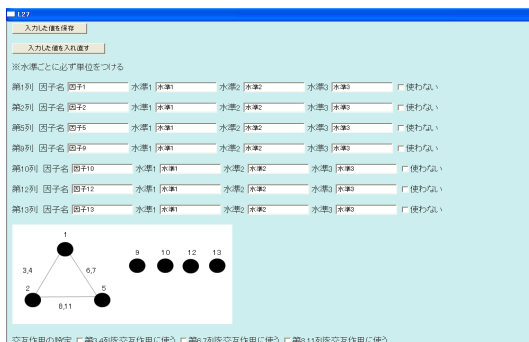 L27
入力した値を保存
入力した値を入れ直す
※水準ごとに必ず単位をつける
第1列 因子名 因子1 水準1 水準1 水準2 水準2 水準3 水準3 使わない
第2列 因子名 因子2 水準1 水準1 水準2 水準2 水準3 水準3 使わない
第5列 因子名 因子5 水準1 水準1 水準2 水準2 水準3 水準3 使わない
第9列 因子名 因子9 水準1 水準1 水準2 水準2 水準3 水準3 使わない
第10列 因子名 因子10 水準1 水準1 水準2 水準2 水準3 水準3 使わない
第12列 因子名 因子12 水準1 水準1 水準2 水準2 水準3 水準3 使わない
第13列 因子名 因子13 水準1 水準1 水準2 水準2 水準3 水準3 使わない
1
9 10 12 13
3,4 6,7
2 5
8,11
交互作用の設定 第3,4列を交互作用に使う 第6,7列を交互作用に使う 第8,11列を交互作用に使う